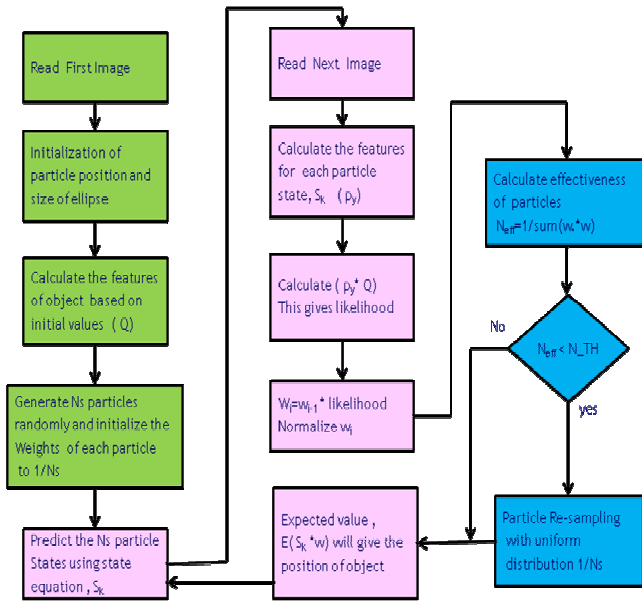 Read First Image
Initialization of
particle position and
size of ellipse
Calculate the features
of object based on
initial values ( Q)
Generate Ns particles
randomly and initialize the
Weights of each particle
to 1/Ns
Predict the Ns particle
States using state
equation , Sk
Read Next Image
Calculate the features
for each particle
state, Sk ( py)
Calculate ( py* Q)
This gives likelihood
Wi=wi-1* likelihood
Normalize wi
Expected value ,
E( Sk *w) will give the
position of object
Calculate effectiveness
of particles
Neff=1/sum(w.*w)
Neff < N_TH
No
yes
Particle Re-sampling
with uniform
distribution 1/Ns